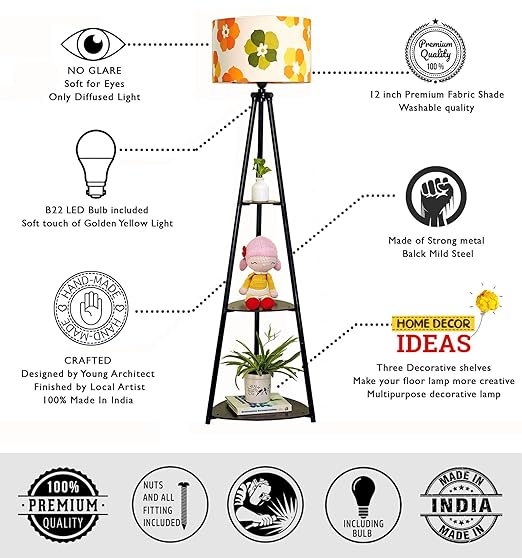 NO GLARE
Soft for Eyes
Only Diffused Light
Premium
Quality
100 %
12 inch Premium Fabric Shade
Washable quality
B22 LED Bulb included
Soft touch of Golden Yellow Light
Made of Strong metal
Balck Mild Steel
HAND-MADE
HAND-MADE
CRAFTED
Designed by Young Architect
Finished by Local Artist
100% Made In India
HOME DECOR
IDEAS
Three Decorative shelves
Make your floor lamp more creative
Multipurpose decorative lamp
100%
PREMIUM
QUALITY
NUTS
AND ALL
FITTING
INCLUDED
INCLUDING
BULB
MADE IN
INDIA
MADE IN